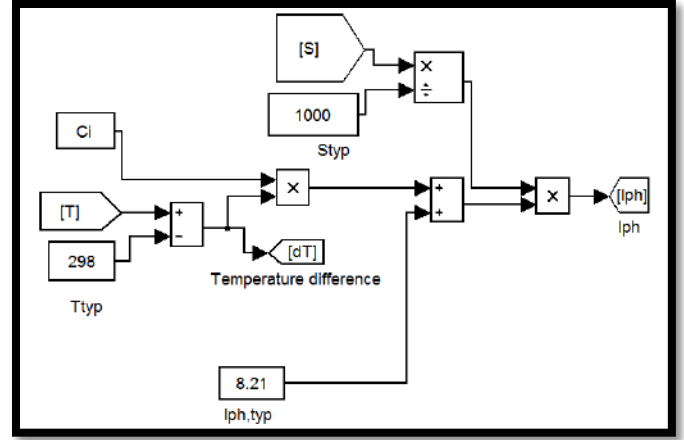 [S]
×
÷
1000
Styp
Ci
×
[T]
+
−
298
Ttyp
[dT]
Temperature difference
+
+
×
[Iph]
Iph
8.21
Iph,typ